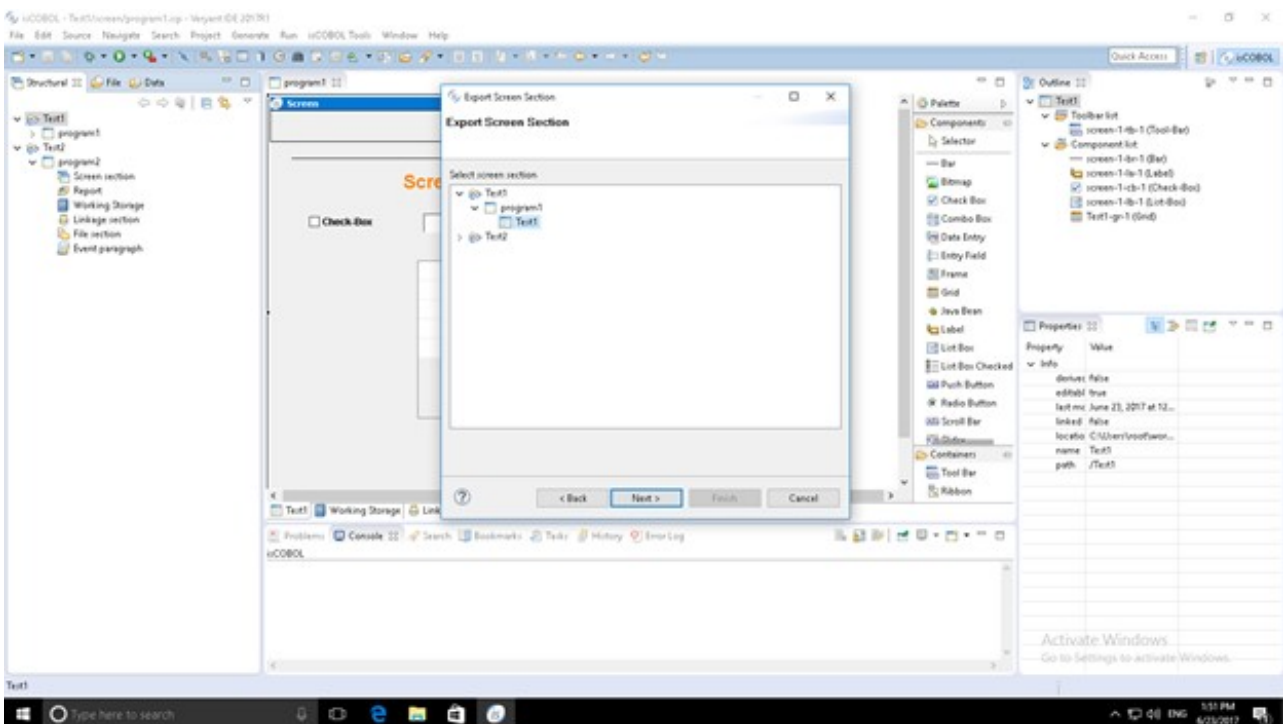 isCOBOL - Test1/screen/program1.isp - Veryant IDE 2017R1
File Edit Source Navigate Search Project Generate Run isCOBOL Tools Window Help
Quick Access
isCOBOL
Structural
File
Data
Test1
program1
Test2
program2
Screen section
Report
Working Storage
Linkage section
File section
Event paragraph
program1
Screen
Scre
Check-Box
Test1
Working Storage
Link
Export Screen Section
Export Screen Section
Select screen section
Test1
program1
Test1
Test2
< Back
Next >
Finish
Cancel
Palette
Components
Selector
Bar
Bitmap
Check Box
Combo Box
Date Entry
Entry Field
Frame
Grid
Java Bean
Label
List Box
List Box Checked
Push Button
Radio Button
Scroll Bar
Containers
Tool Bar
Ribbon
Outline
Test1
Toolbar list
screen-1-tb-1 (Tool-Bar)
Component list
screen-1-br-1 (Bar)
screen-1-la-1 (Label)
screen-1-cb-1 (Check-Box)
screen-1-lb-1 (List-Box)
Test1-gr-1 (Grid)
Properties
Property Value
Info
derived false
editabl true
last mo June 23, 2017 at 12...
linked false
locatio C:\Users\root\wor...
name Test1
path /Test1
Problems Console Search Bookmarks Tasks History Error Log
isCOBOL
Activate Windows
Go to Settings to activate Windows.
Test1
Type here to search
ENG
1:51 PM
6/23/2017